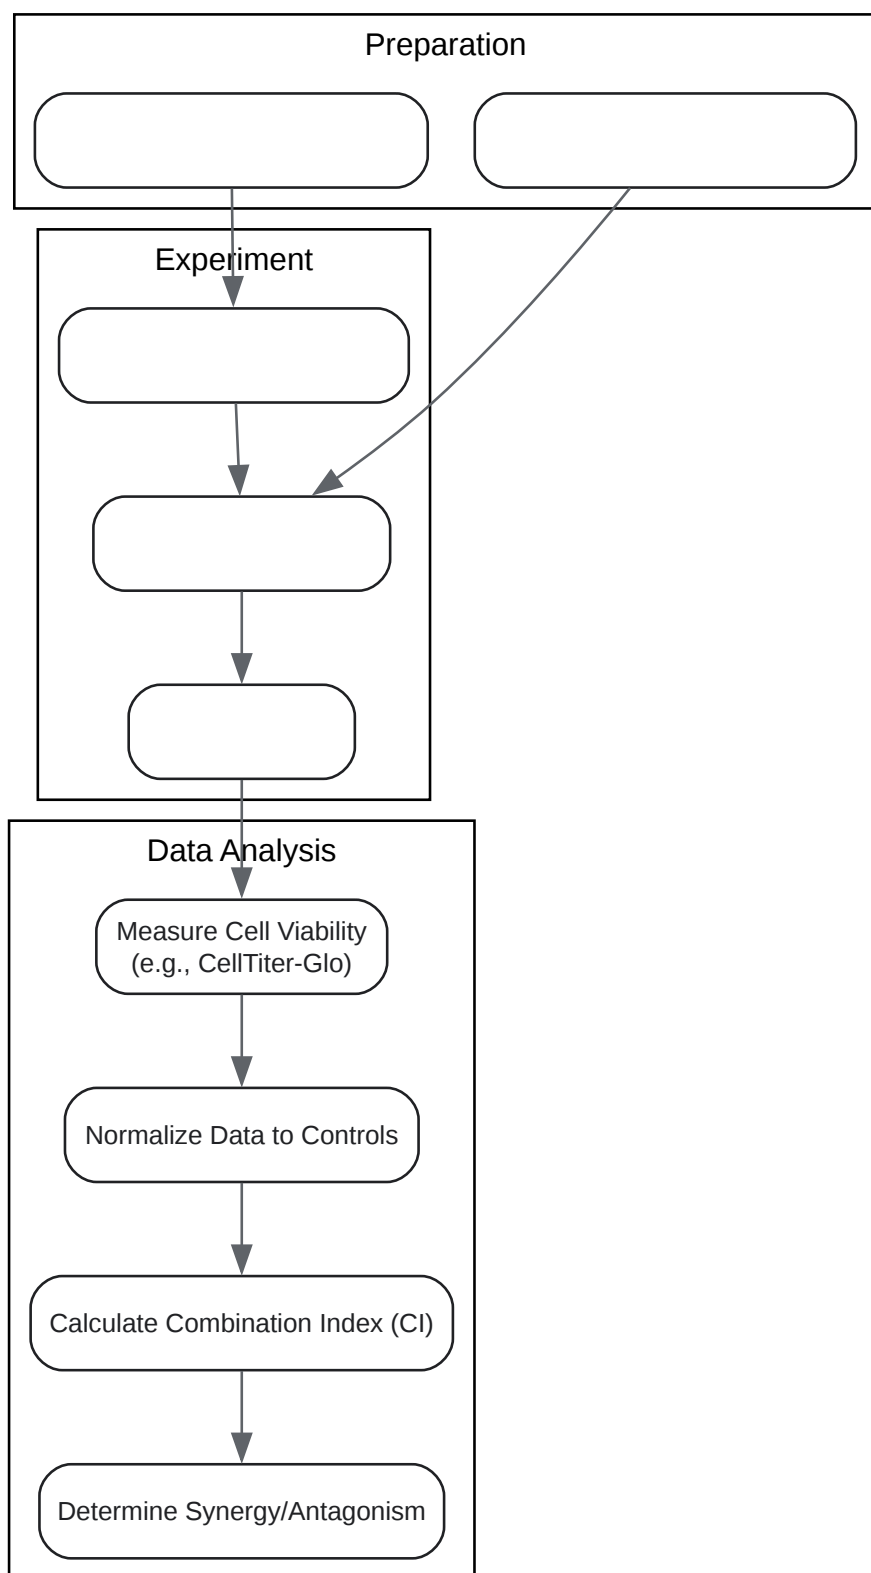 Preparation
Experiment
Data Analysis
Measure Cell Viability
(e.g., CellTiter-Glo)
Normalize Data to Controls
Calculate Combination Index (CI)
Determine Synergy/Antagonism